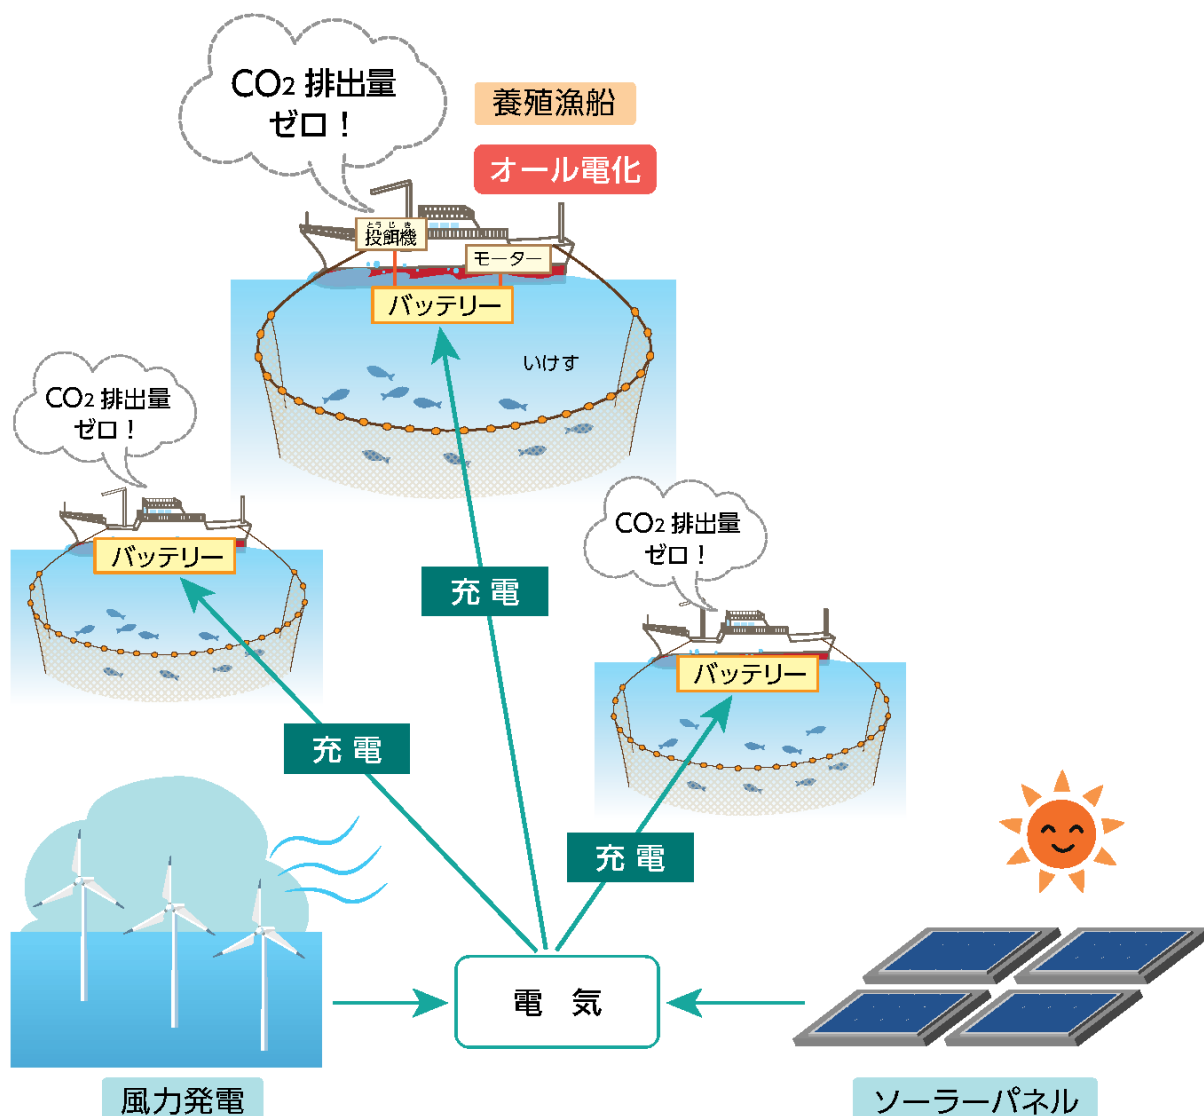 CO2 排出量
ゼロ！
養殖漁船
オール電化
とう じ き
投餌機
モーター
バッテリー
いけす
CO2 排出量
ゼロ！
バッテリー
CO2 排出量
ゼロ！
バッテリー
充電
充電
充電
電気
風力発電
ソーラーパネル